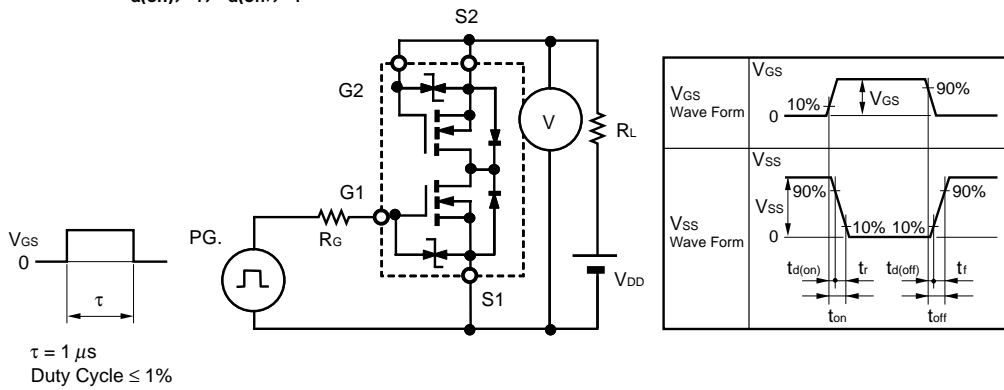 d(on), r, d(off), f
S2
G2
V
RL
G1
RG
PG.
VDD
S1
VGS
0
τ
τ = 1 μs
Duty Cycle ≤ 1%
VGS
Wave Form
VGS
10%
0
VGS
90%
VSS
Wave Form
VSS
90%
VSS
0
10%
10%
90%
td(on)
tr
td(off)
tf
ton
toff